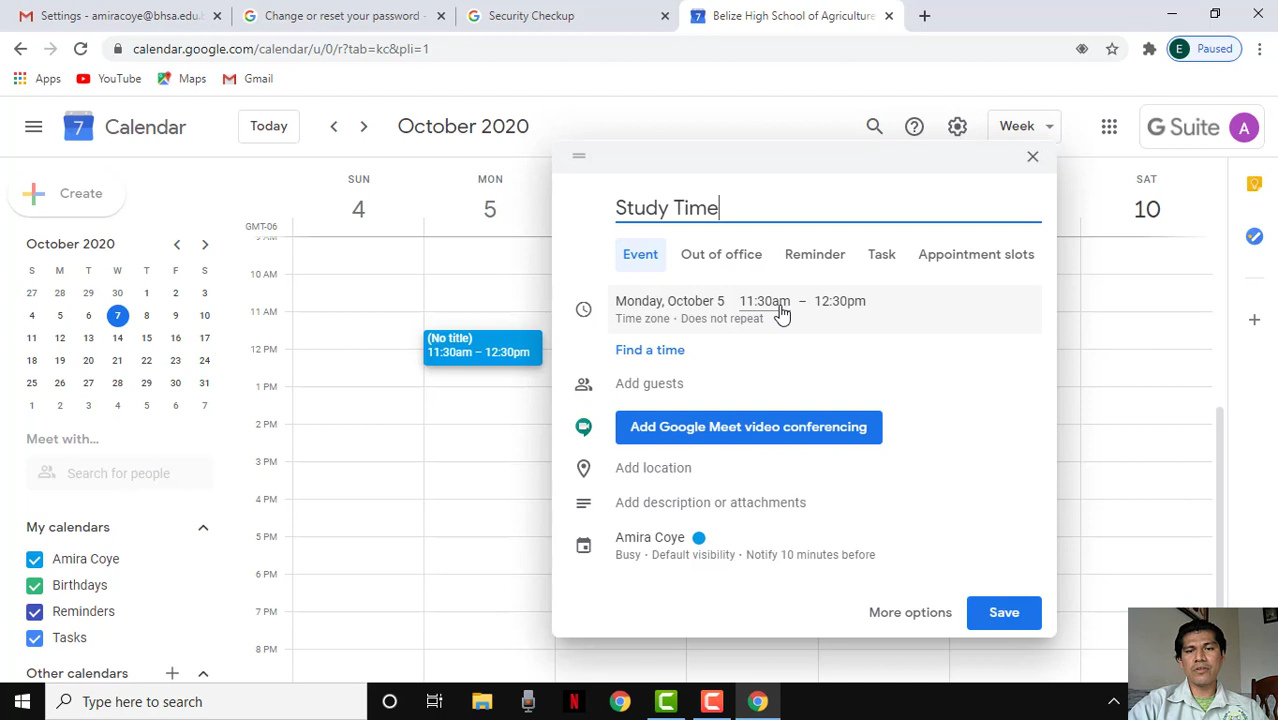 Settings - amiracoye@bhsa.edu.b
Change or reset your password -
Security Checkup
Belize High School of Agriculture
calendar.google.com/calendar/u/0/r?tab=kc&pli=1
E
Paused
Apps
YouTube
Maps
Gmail
7
Calendar
Today
October 2020
Week
G Suite
A
Create
SUN
4
MON
5
SAT
10
GMT-06
9 AM
10 AM
11 AM
12 PM
1 PM
2 PM
3 PM
4 PM
5 PM
6 PM
7 PM
8 PM
(No title)
11:30am – 12:30pm
October 2020
S M T W T F S
27 28 29 30 1 2 3
4 5 6 7 8 9 10
11 12 13 14 15 16 17
18 19 20 21 22 23 24
25 26 27 28 29 30 31
1 2 3 4 5 6 7
Meet with...
Search for people
My calendars
Amira Coye
Birthdays
Reminders
Tasks
Other calendars
Study Time
Event
Out of office
Reminder
Task
Appointment slots
Monday, October 5 11:30am – 12:30pm
Time zone · Does not repeat
Find a time
Add guests
Add Google Meet video conferencing
Add location
Add description or attachments
Amira Coye
Busy · Default visibility · Notify 10 minutes before
More options
Save
Type here to search